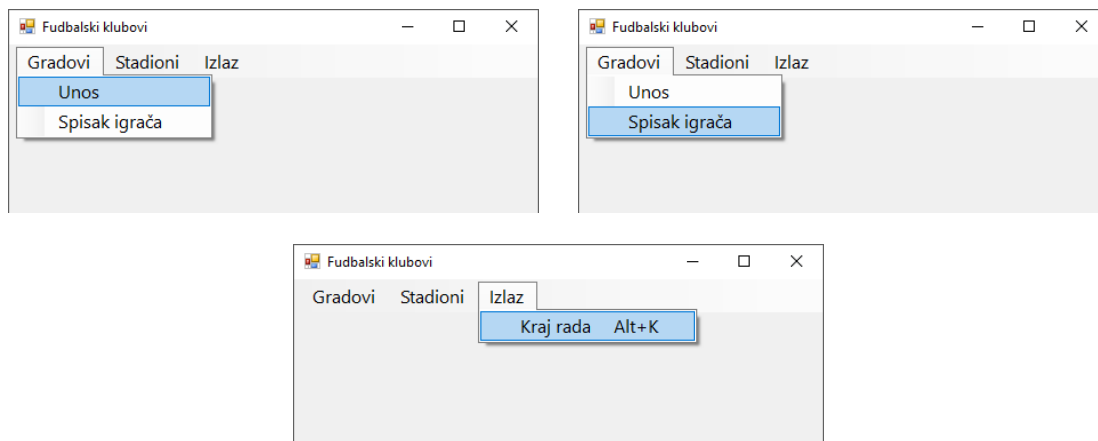 Fudbalski klubovi
Gradovi Stadioni Izlaz
Unos
Spisak igrača
Fudbalski klubovi
Gradovi Stadioni Izlaz
Unos
Spisak igrača
Fudbalski klubovi
Gradovi Stadioni Izlaz
Kraj rada Alt+K